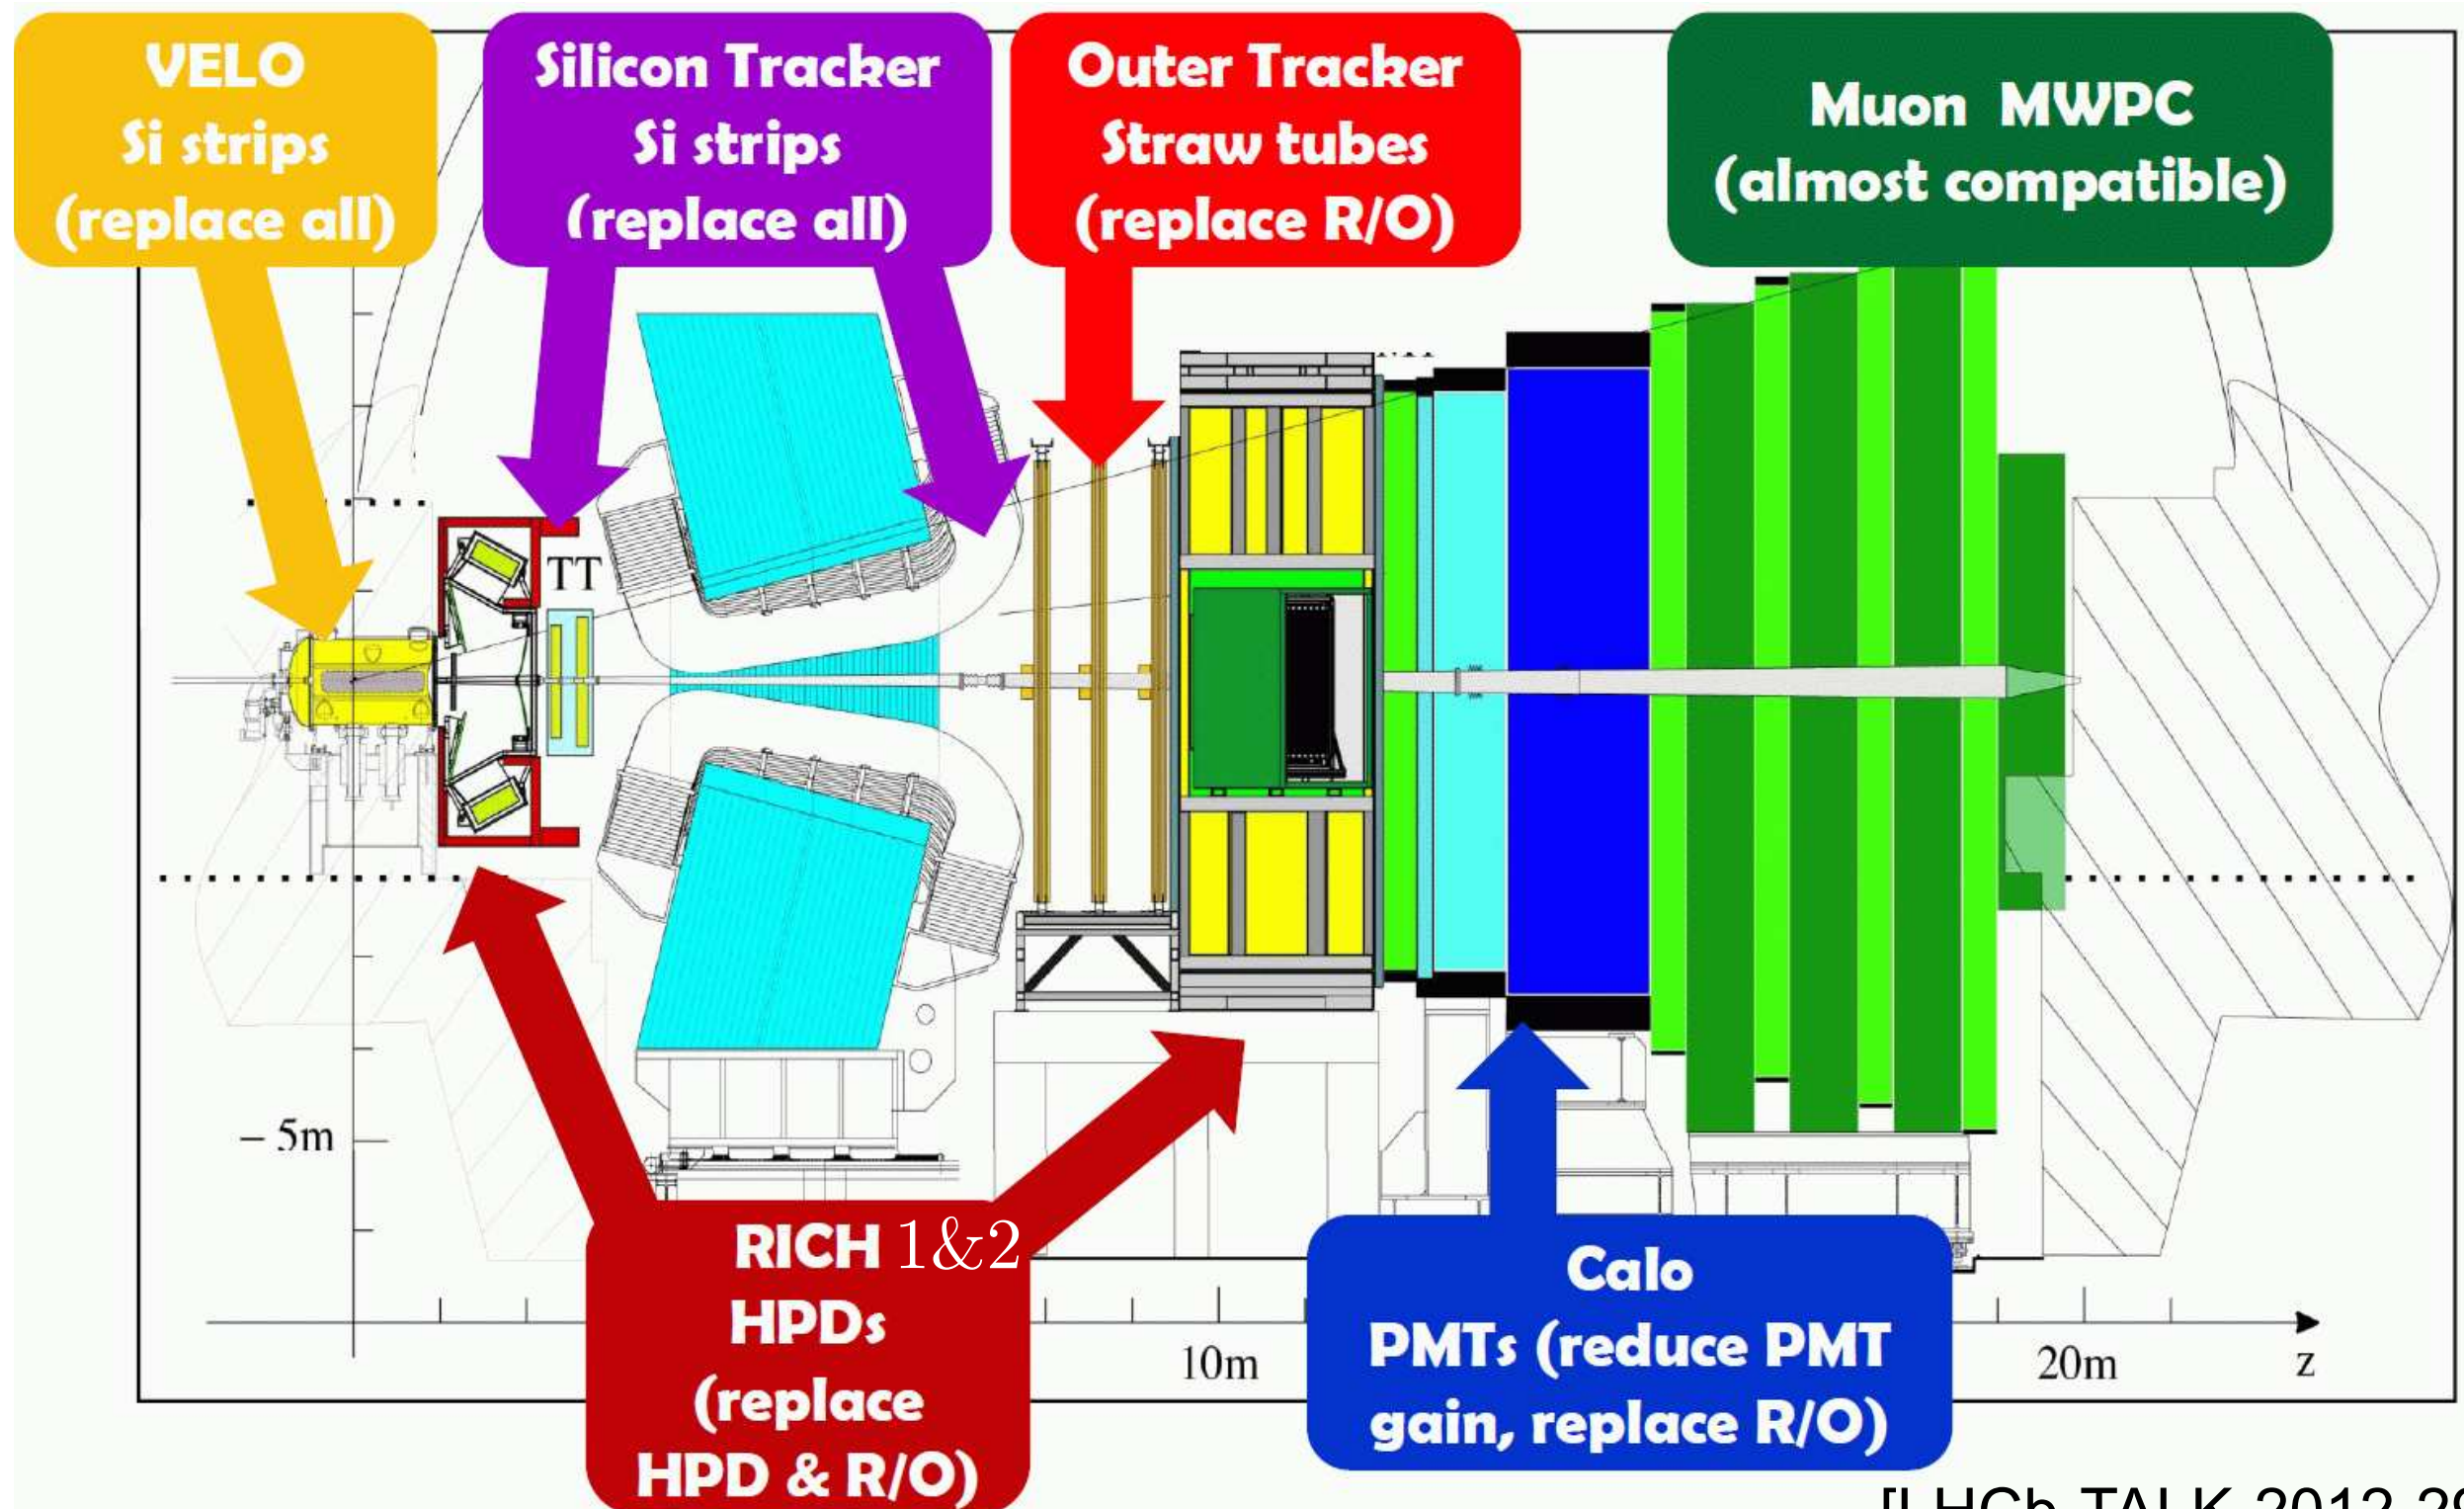 VELO
Si strips
(replace all)
Silicon Tracker
Si strips
(replace all)
Outer Tracker
Straw tubes
(replace R/O)
Muon MWPC
(almost compatible)
TT
– 5m
RICH 1&2
HPDs
(replace
HPD & R/O)
Calo
PMTs (reduce PMT
gain, replace R/O)
10m
20m
z